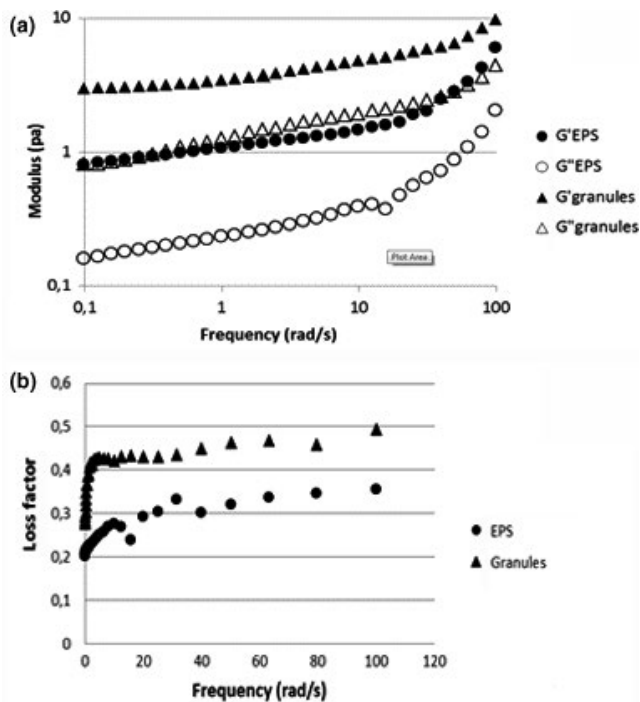 (a)
10
1
0,1
Modulus (pa)
0,1
1
10
100
Frequency (rad/s)
Plot Area
G'EPS
G"EPS
G'granules
G"granules
(b)
0,6
0,5
0,4
0,3
0,2
0,1
0
Loss factor
0
20
40
60
80
100
120
Frequency (rad/s)
EPS
Granules